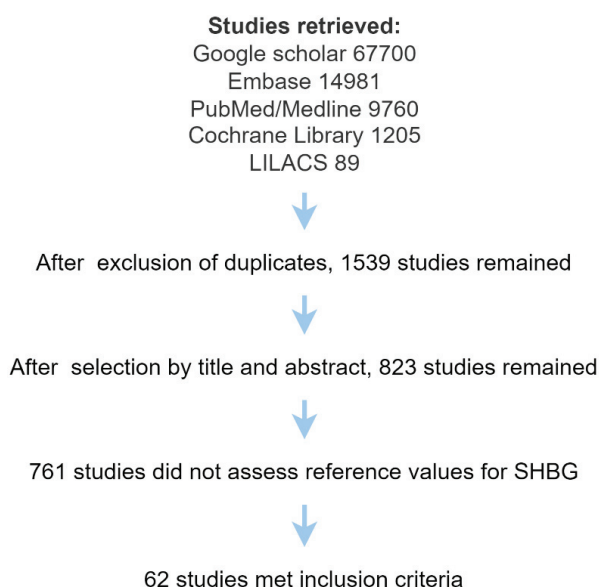 Studies retrieved:
Google scholar 67700
Embase 14981
PubMed/Medline 9760
Cochrane Library 1205
LILACS 89
After exclusion of duplicates, 1539 studies remained
After selection by title and abstract, 823 studies remained
761 studies did not assess reference values for SHBG
62 studies met inclusion criteria